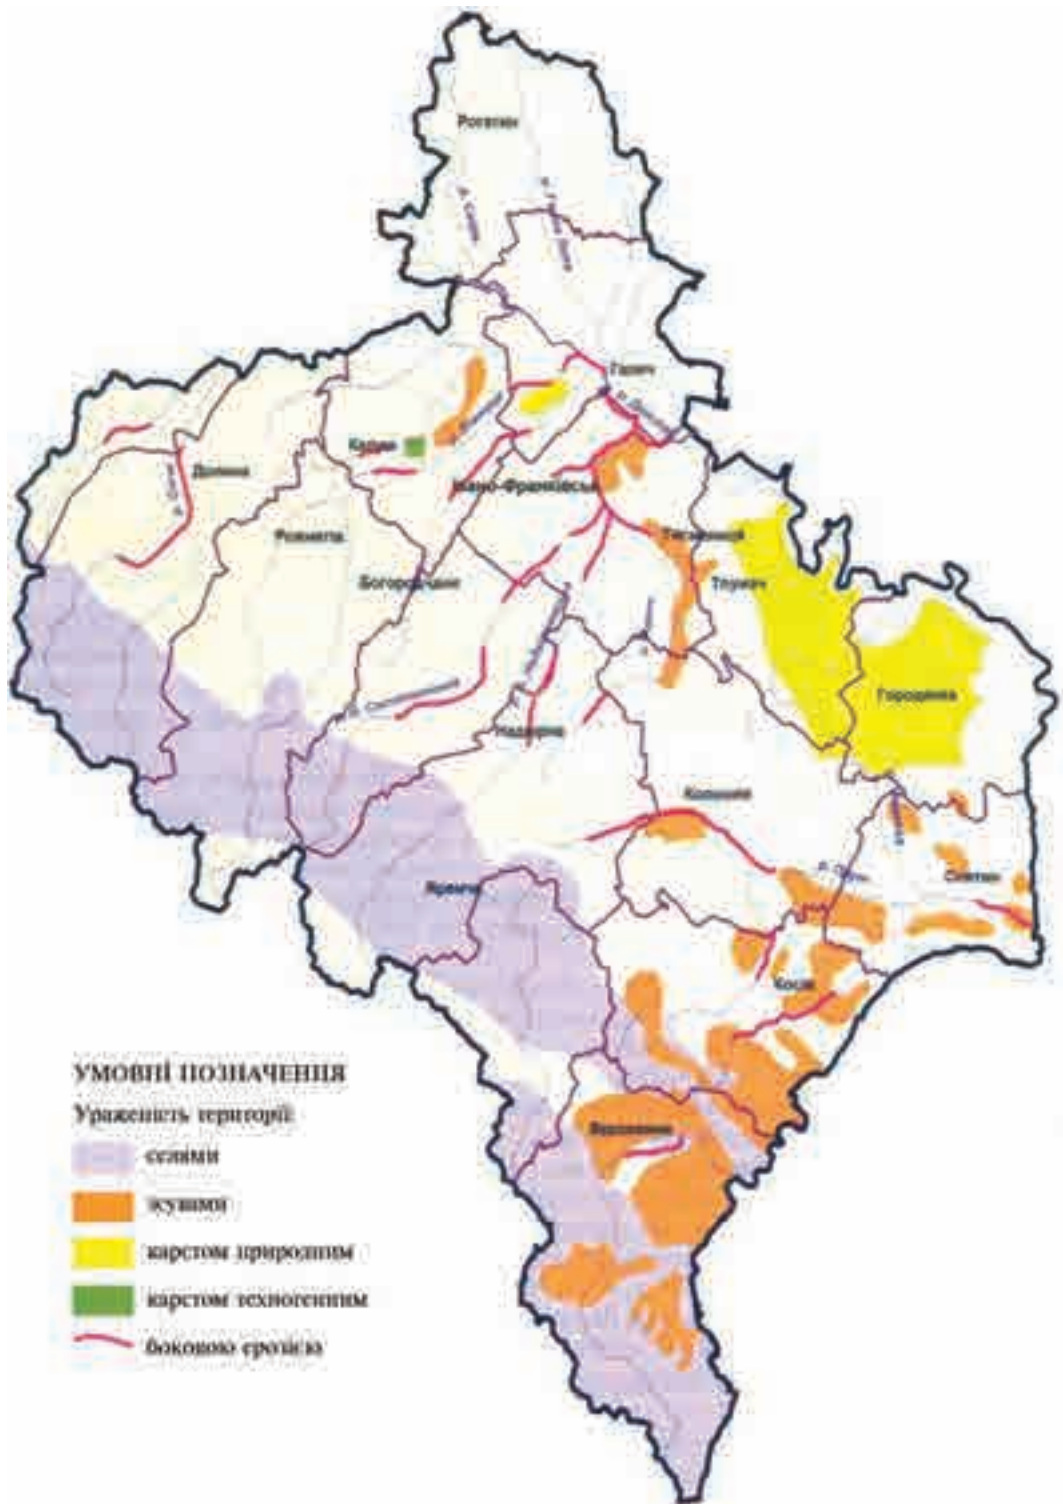 Рогатин
Галич
Калуш
Долина
Івано-Франківськ
Рожнятів
Тисмениця
Богородчани
Тлумач
Городенка
Надвірна
Коломия
Снятин
р. Прут
Яремче
Косів
Верховина
УМОВНІ ПОЗНАЧЕННЯ
Ураженість території:
селями
зсувами
карстом природним
карстом техногенним
боковою ерозією